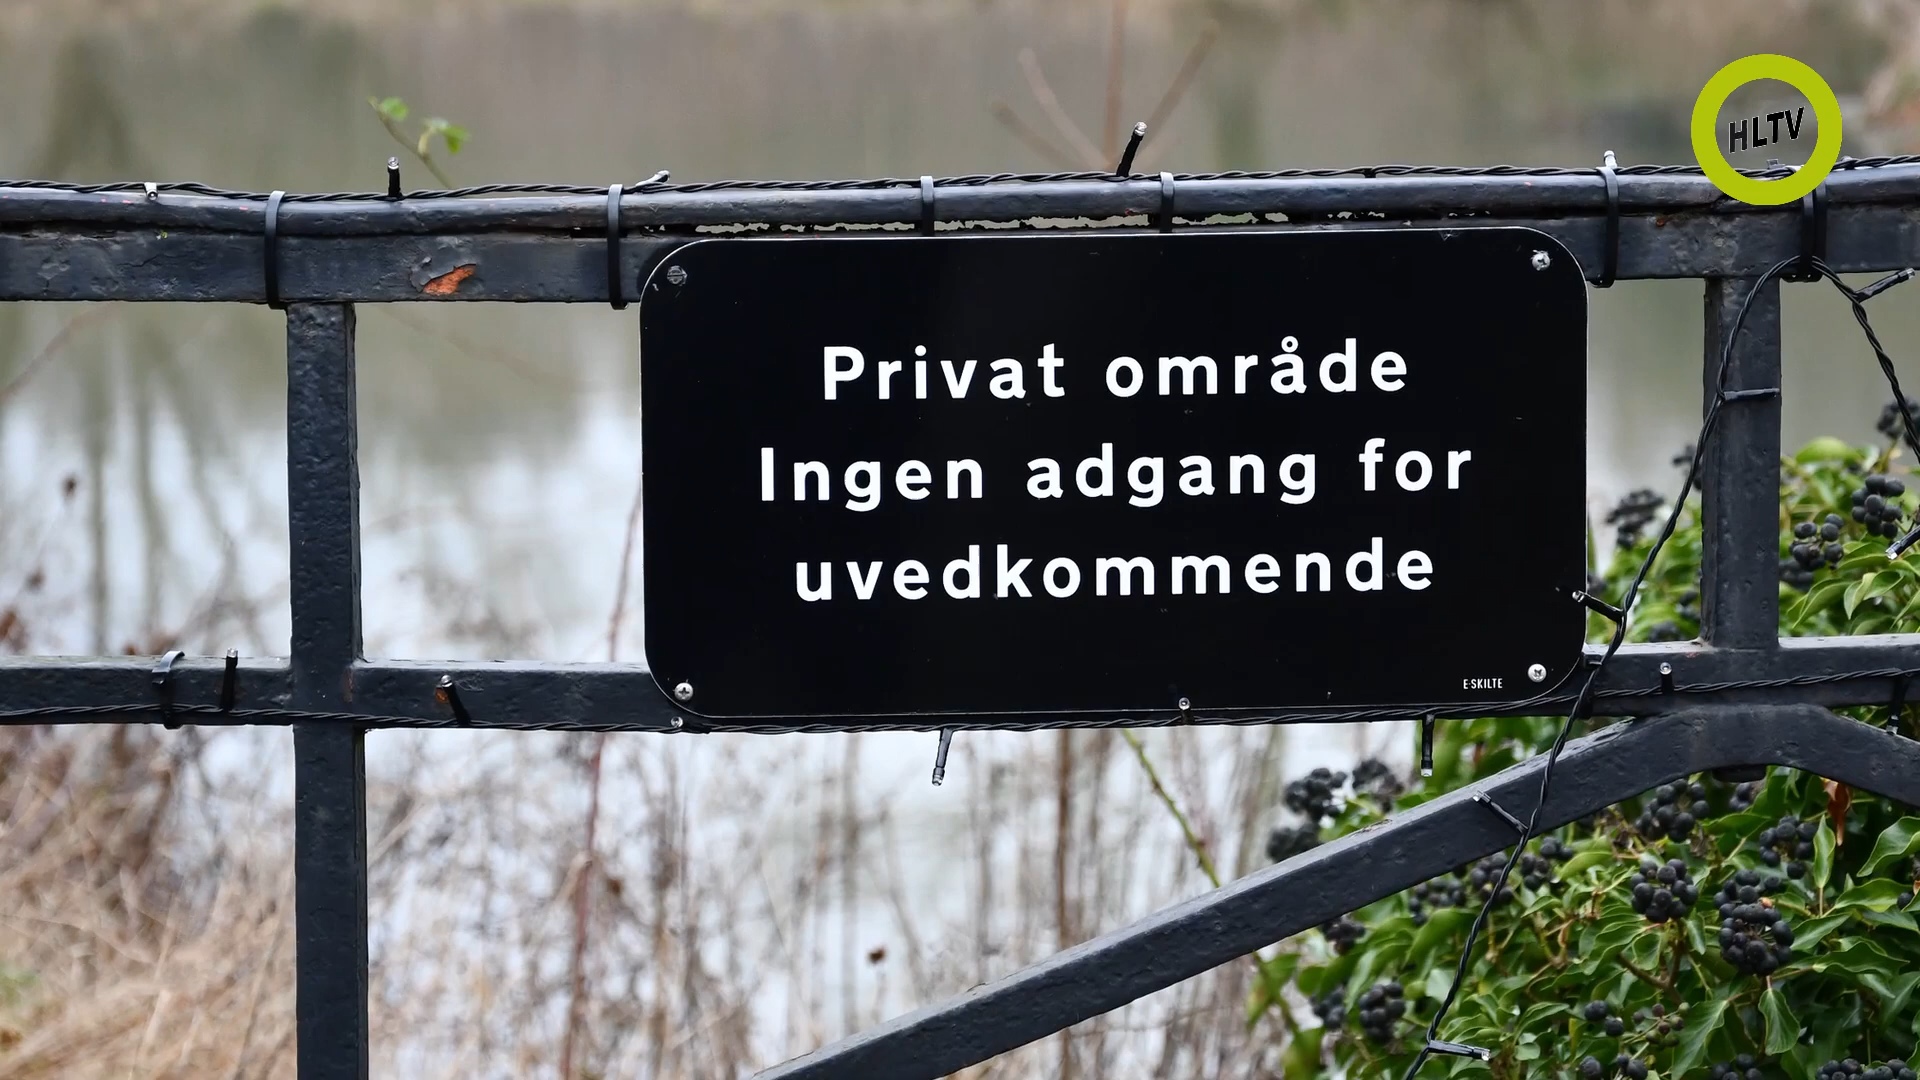 HLTV
Privat område
Ingen adgang for
uvedkommende
E-SKILTE